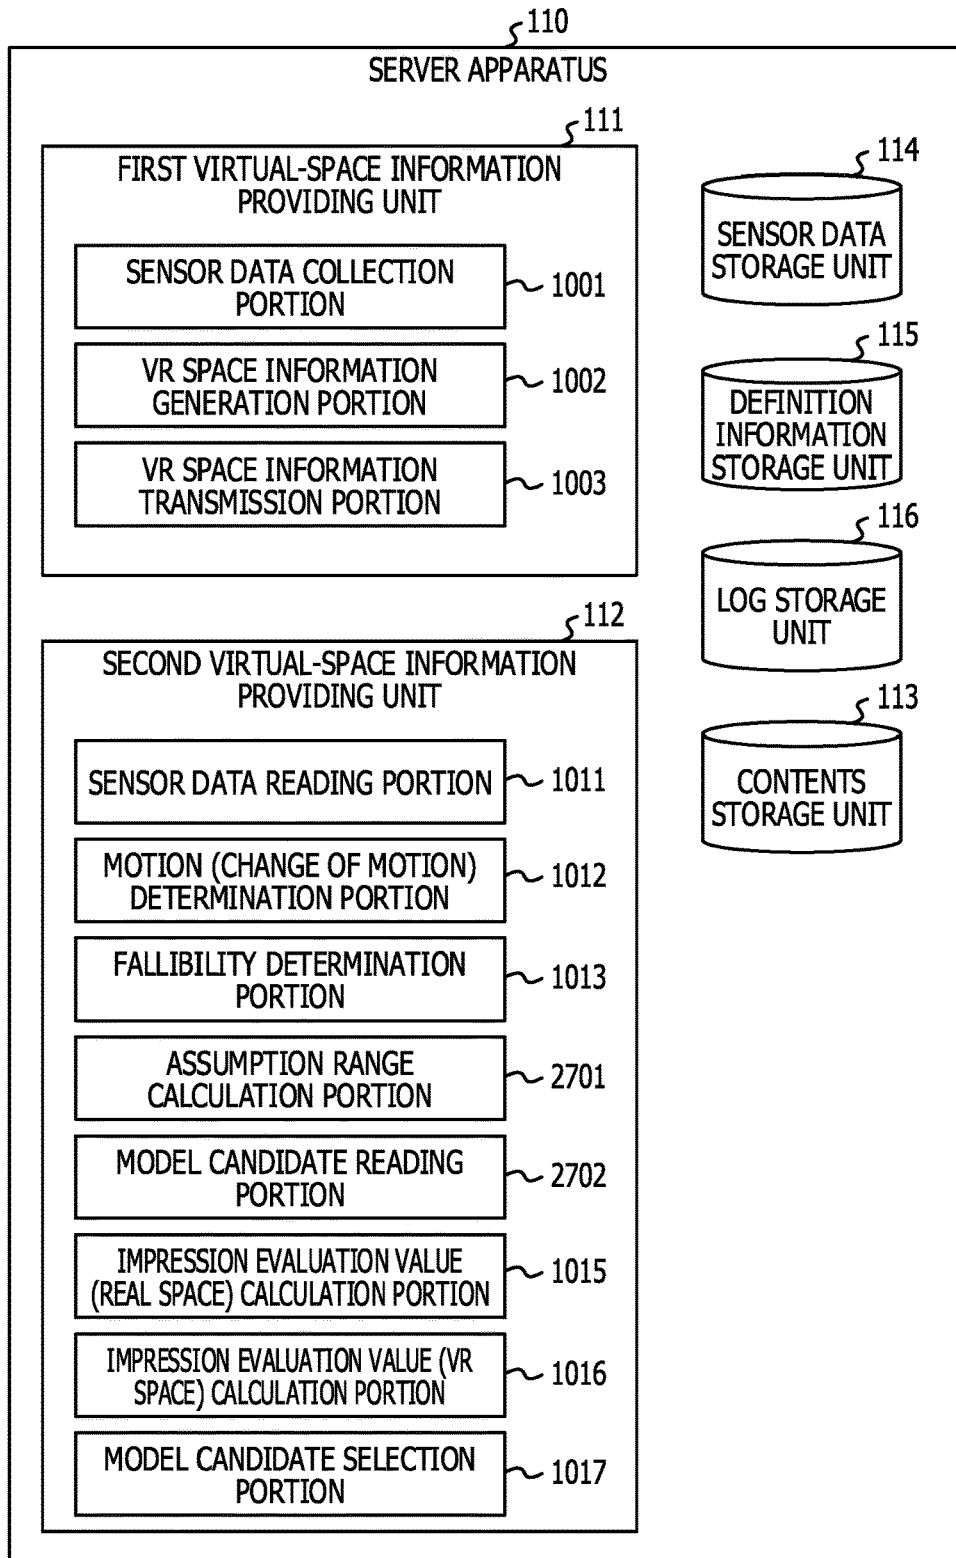 110
SERVER APPARATUS
111
FIRST VIRTUAL-SPACE INFORMATION
PROVIDING UNIT
SENSOR DATA COLLECTION
PORTION
1001
VR SPACE INFORMATION
GENERATION PORTION
1002
VR SPACE INFORMATION
TRANSMISSION PORTION
1003
112
SECOND VIRTUAL-SPACE INFORMATION
PROVIDING UNIT
SENSOR DATA READING PORTION
1011
MOTION (CHANGE OF MOTION)
DETERMINATION PORTION
1012
FALLIBILITY DETERMINATION
PORTION
1013
ASSUMPTION RANGE
CALCULATION PORTION
2701
MODEL CANDIDATE READING
PORTION
2702
IMPRESSION EVALUATION VALUE
(REAL SPACE) CALCULATION PORTION
1015
IMPRESSION EVALUATION VALUE (VR
SPACE) CALCULATION PORTION
1016
MODEL CANDIDATE SELECTION
PORTION
1017
114
SENSOR DATA
STORAGE UNIT
115
DEFINITION
INFORMATION
STORAGE UNIT
116
LOG STORAGE
UNIT
113
CONTENTS
STORAGE UNIT